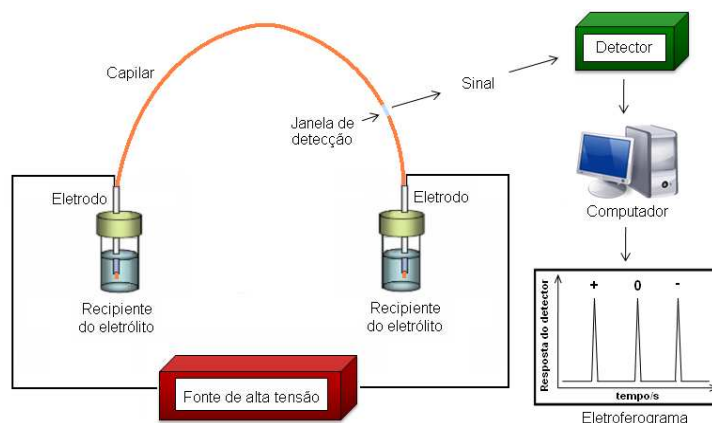 Capilar
Janela de
detecção
Sinal
Detector
Computador
Eletrodo
Eletrodo
Recipiente
do eletrólito
Recipiente
do eletrólito
Fonte de alta tensão
Resposta do detector
+ 0 -
tempo/s
Eletroferograma